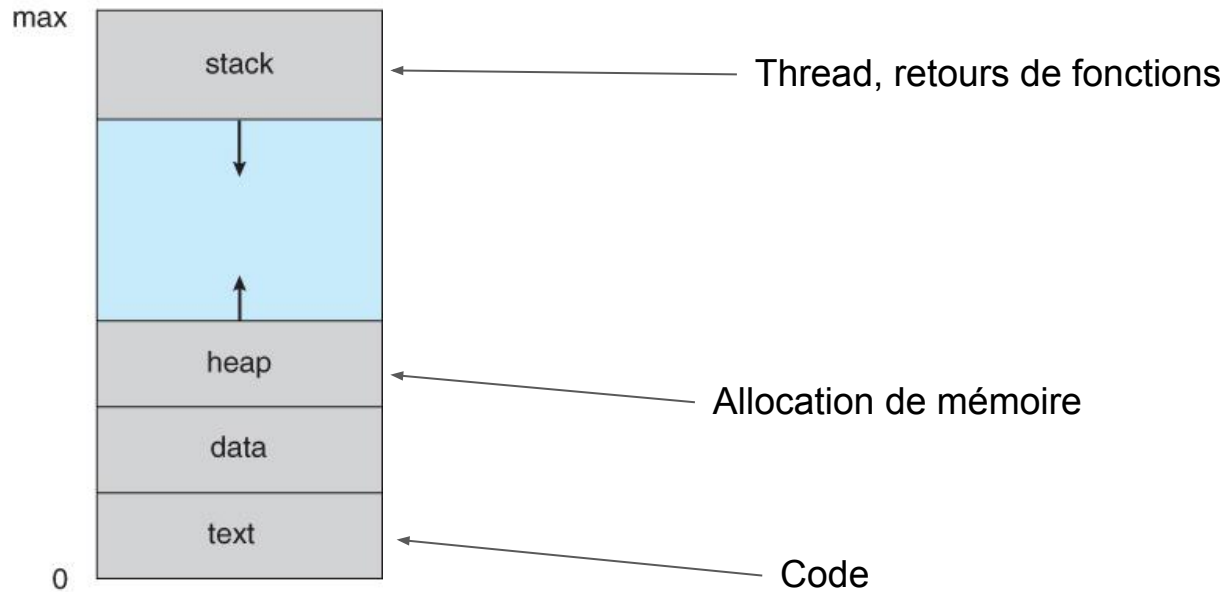 max
stack
Thread, retours de fonctions
heap
Allocation de mémoire
data
text
Code
0